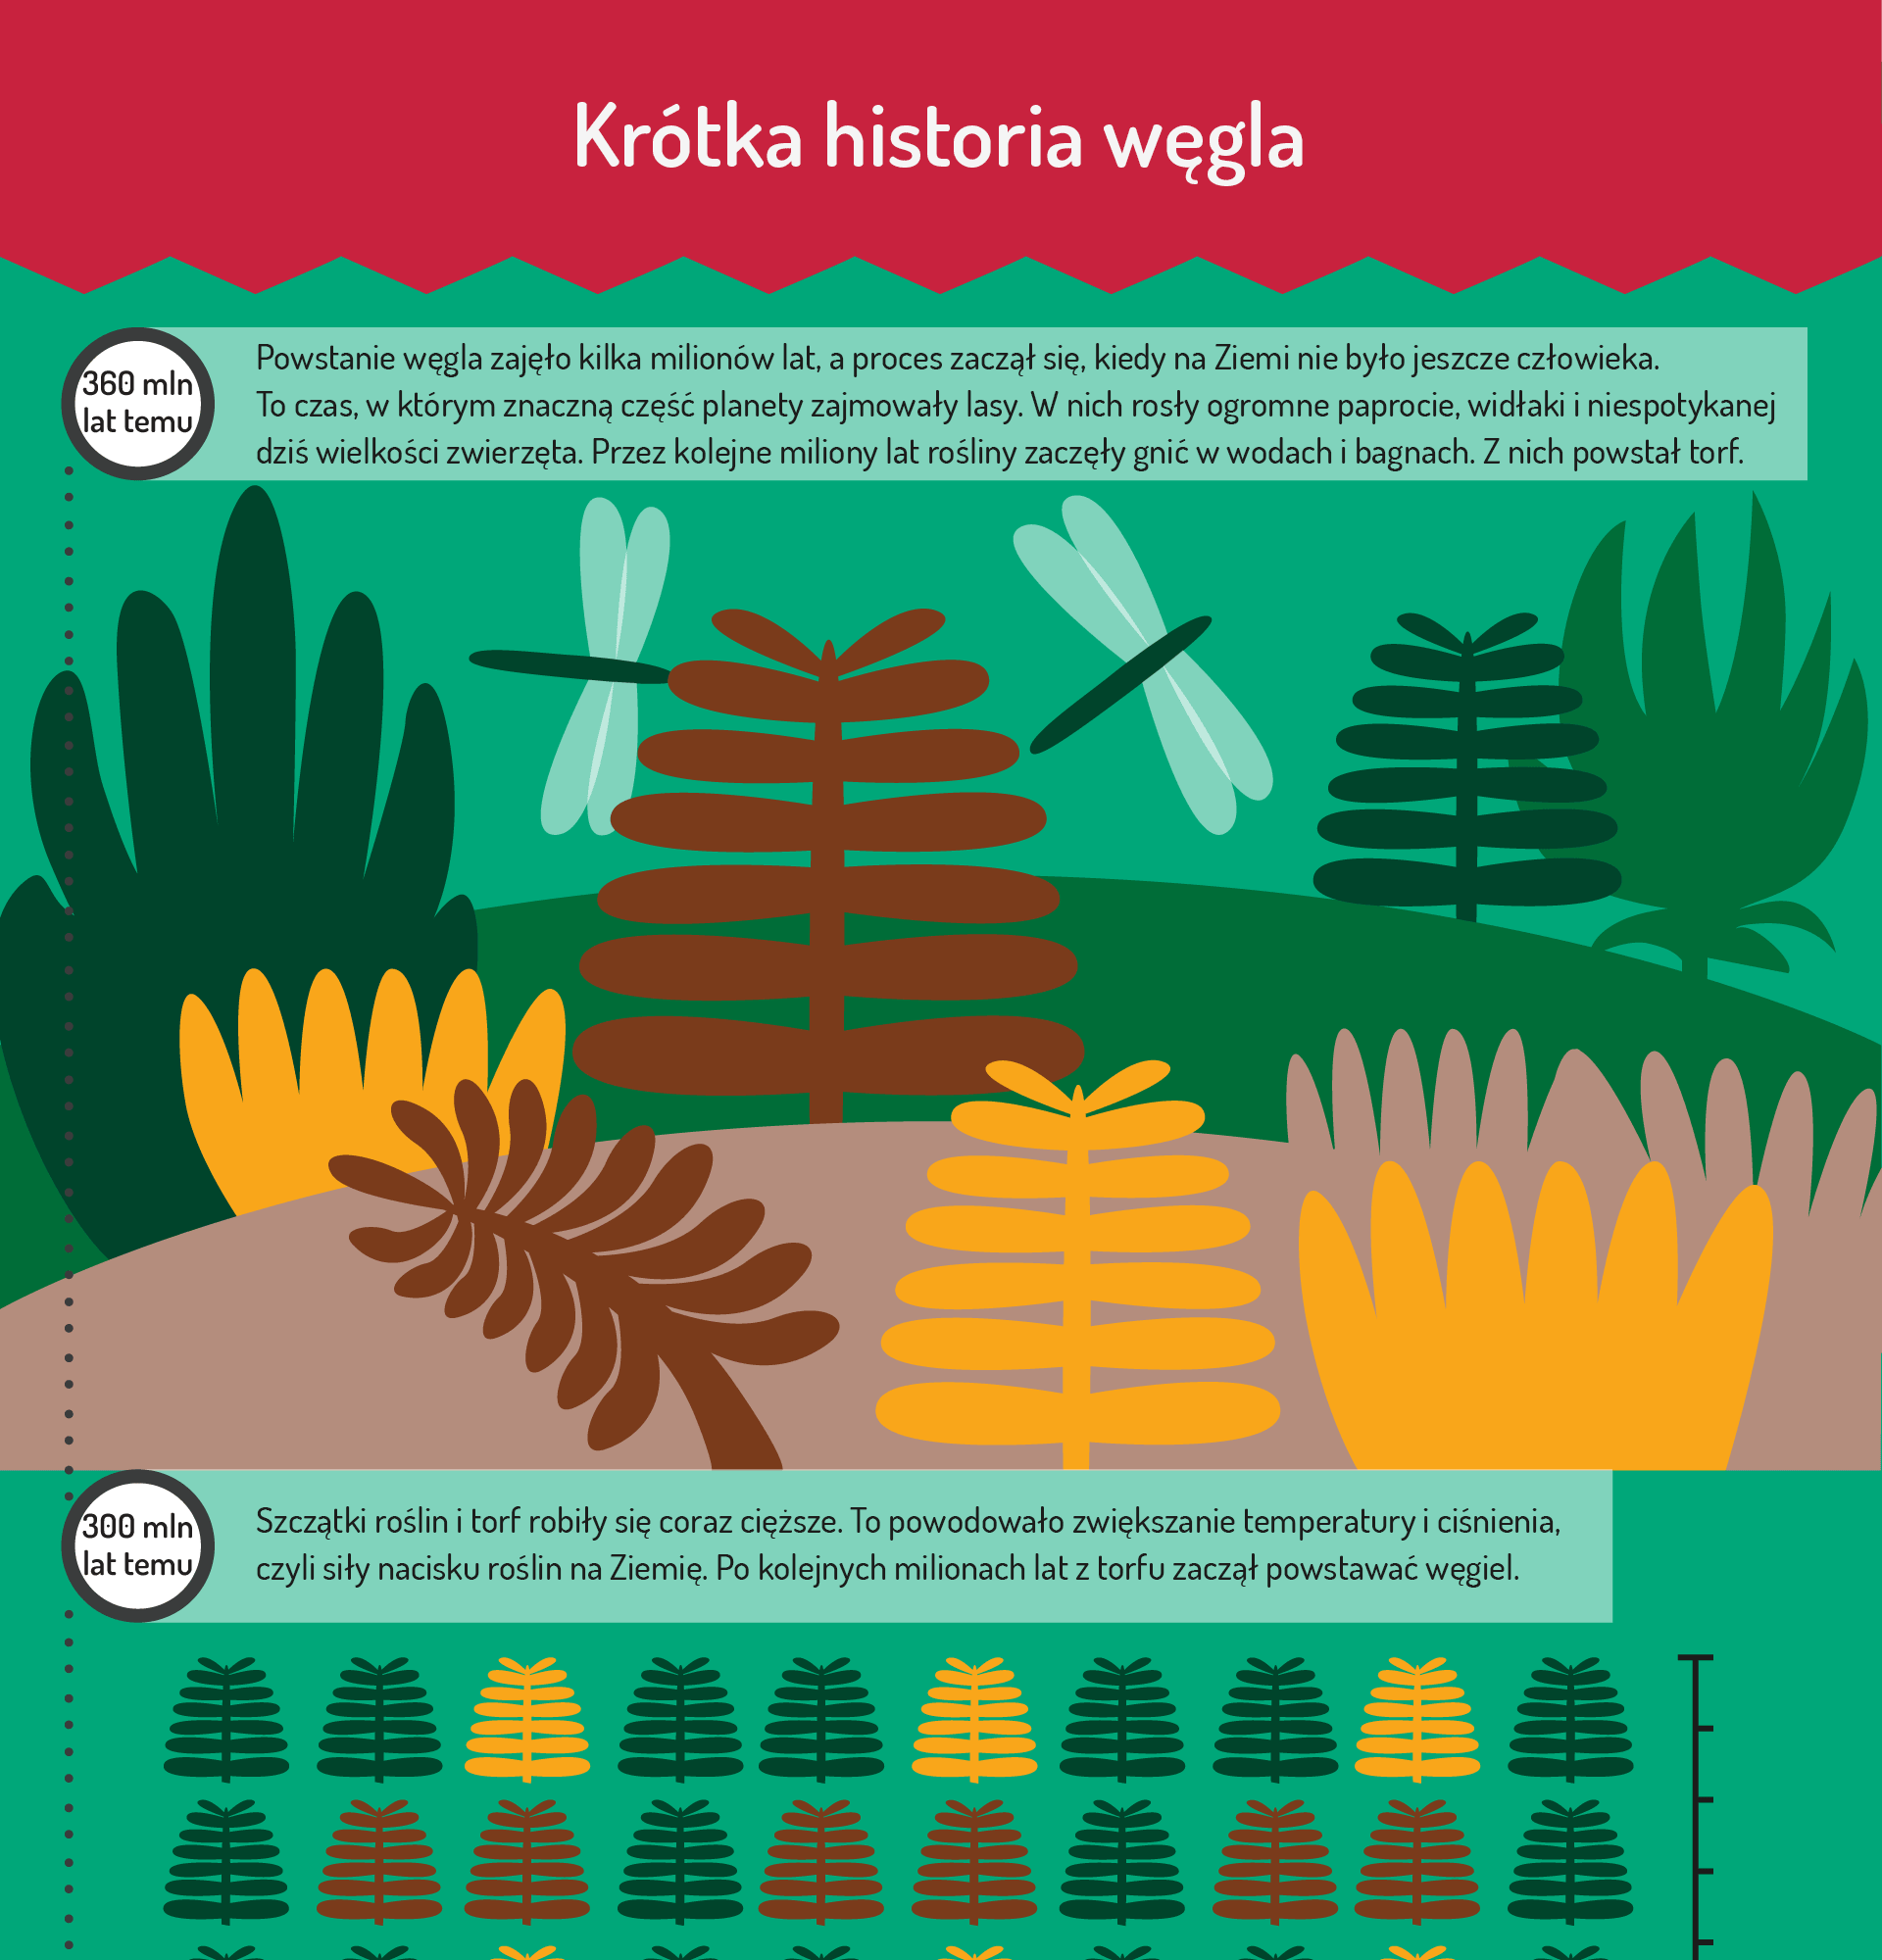 Krótka historia węgla
360 mln
lat temu
Powstanie węgla zajęło kilka milionów lat, a proces zaczął się, kiedy na Ziemi nie było jeszcze człowieka.
To czas, w którym znaczną część planety zajmowały lasy. W nich rosły ogromne paprocie, widłaki i niespotykanej
dziś wielkości zwierzęta. Przez kolejne miliony lat rośliny zaczęły gnić w wodach i bagnach. Z nich powstał torf.
300 mln
lat temu
Szczątki roślin i torf robiły się coraz cięższe. To powodowało zwiększanie temperatury i ciśnienia,
czyli siły nacisku roślin na Ziemię. Po kolejnych milionach lat z torfu zaczął powstawać węgiel.